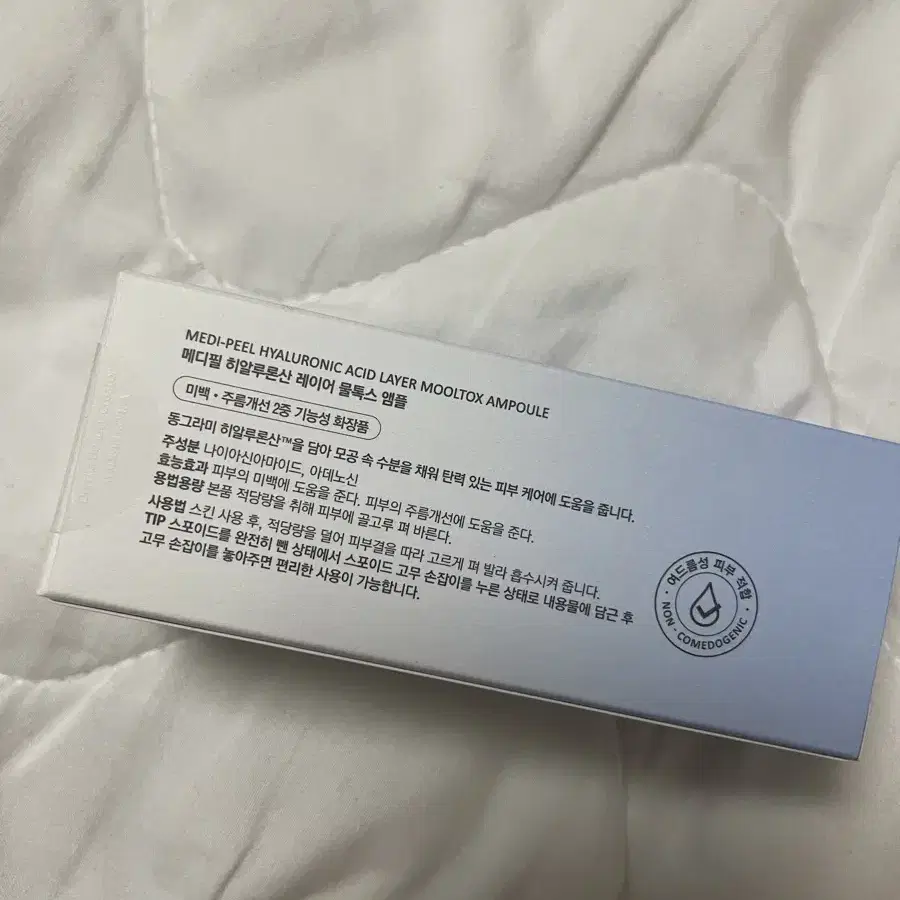 MEDI-PEEL HYALURONIC ACID LAYER MOOLTOX AMPOULE
메디필 히알루론산 레이어 물톡스 앰플
미백 • 주름개선 2중 기능성 화장품
동그라미 히알루론산™을 담아 모공 속 수분을 채워 탄력 있는 피부 케어에 도움을 줍니다.
주성분 나이아신아마이드, 아데노신
효능효과 피부의 미백에 도움을 준다. 피부의 주름개선에 도움을 준다.
용법용량 본품 적당량을 취해 피부에 골고루 펴 바른다.
사용법 스킨 사용 후, 적당량을 덜어 피부결을 따라 고르게 펴 발라 흡수시켜 줍니다.
TIP 스포이드를 완전히 뺀 상태에서 스포이드 고무 손잡이를 누른 상태로 내용물에 담근 후
고무 손잡이를 놓아주면 편리한 사용이 가능합니다.
• 여드름성 피부 적합 •
NON - COMEDOGENIC